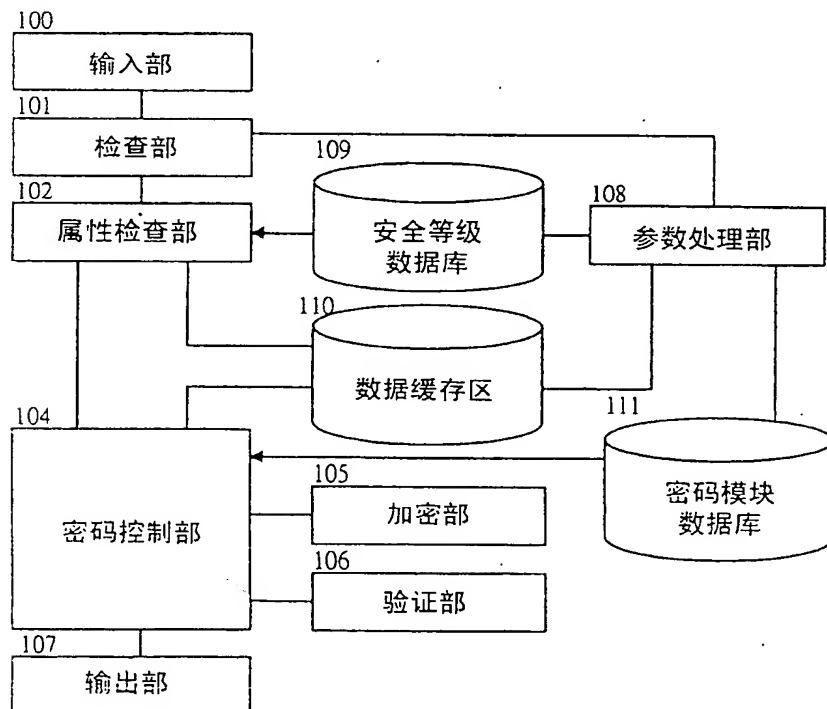 100
输入部
101
检查部
102
属性检查部
109
安全等级
数据库
108
参数处理部
110
数据缓存区
104
密码控制部
111
密码模块
数据库
105
加密部
106
验证部
107
输出部